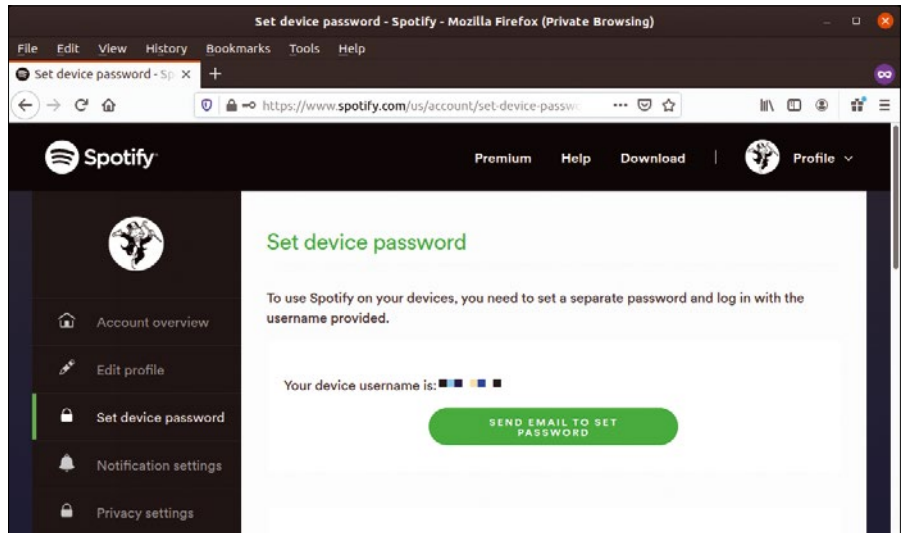 Set device password - Spotify - Mozilla Firefox (Private Browsing)
File Edit View History Bookmarks Tools Help
Set device password - Sp
https://www.spotify.com/us/account/set-device-passwo
Spotify
Premium Help Download | Profile
Set device password
To use Spotify on your devices, you need to set a separate password and log in with the
username provided.
Account overview
Edit profile
Your device username is:
Set device password
SEND EMAIL TO SET
PASSWORD
Notification settings
Privacy settings